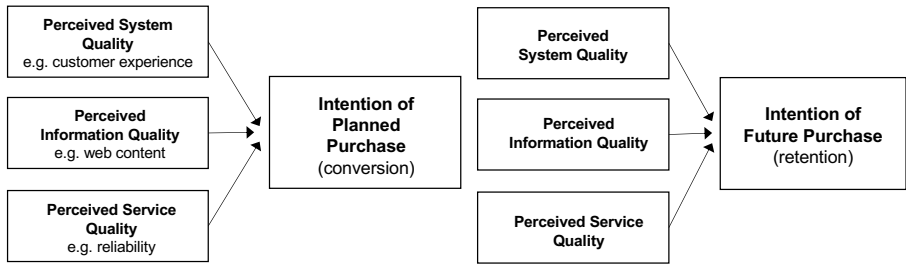 Perceived System
Quality
e.g. customer experience
Perceived
Information Quality
e.g. web content
Perceived Service
Quality
e.g. reliability
Intention of
Planned
Purchase
(conversion)
Perceived
System Quality
Perceived
Information Quality
Perceived Service
Quality
Intention of
Future Purchase
(retention)